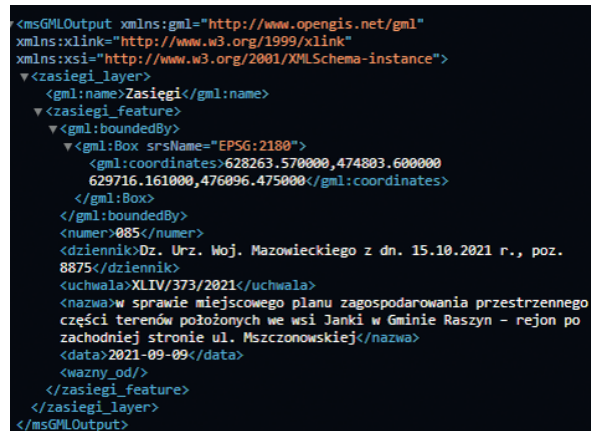 ▼<msGMLOutput xmlns:gml="http://www.opengis.net/gml"
xmlns:xlink="http://www.w3.org/1999/xlink"
xmlns:xsi="http://www.w3.org/2001/XMLSchema-instance">
▼<zasiegi_layer>
<gml:name>Zasięgi</gml:name>
▼<zasiegi_feature>
▼<gml:boundedBy>
▼<gml:Box srsName="EPSG:2180">
<gml:coordinates>628263.570000,474803.600000
629716.161000,476096.475000</gml:coordinates>
</gml:Box>
</gml:boundedBy>
<numer>085</numer>
<dziennik>Dz. Urz. Woj. Mazowieckiego z dn. 15.10.2021 r., poz.
8875</dziennik>
<uchwala>XLIV/373/2021</uchwala>
<nazwa>w sprawie miejscowego planu zagospodarowania przestrzennego
części terenów położonych we wsi Janki w Gminie Raszyn – rejon po
zachodniej stronie ul. Mszczonowskiej</nazwa>
<data>2021-09-09</data>
<wazny_od/>
</zasiegi_feature>
</zasiegi_layer>
</msGMLOutput>